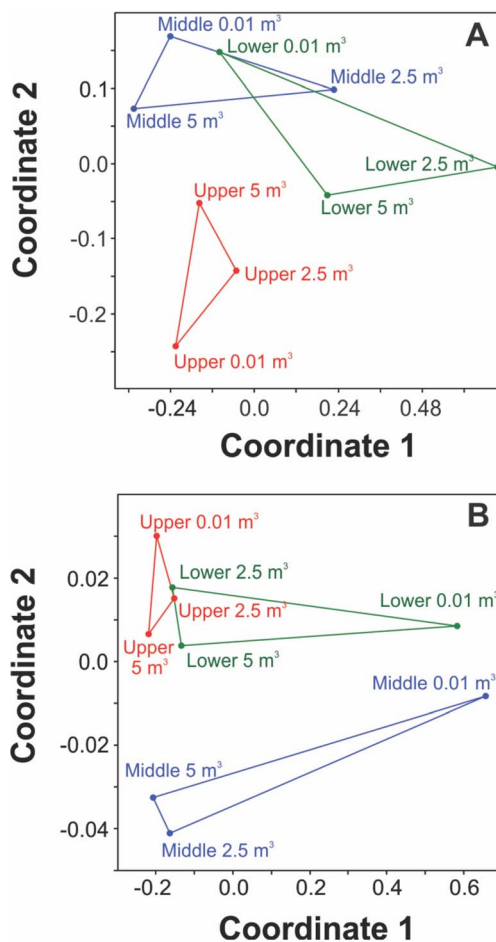 A
Middle 0.01 m³
Lower 0.01 m³
Middle 2.5 m³
Middle 5 m³
Lower 2.5 m³
Lower 5 m³
Upper 5 m³
Upper 2.5 m³
Upper 0.01 m³
0.1
0.0
-0.1
-0.2
Coordinate 2
-0.24 0.0 0.24 0.48
Coordinate 1
B
Upper 0.01 m³
Lower 2.5 m³
Lower 0.01 m³
Upper 2.5 m³
Upper
5 m³
Lower 5 m³
Middle 0.01 m³
Middle 5 m³
Middle 2.5 m³
0.02
0.0
-0.02
-0.04
Coordinate 2
-0.2 0.0 0.2 0.4 0.6
Coordinate 1